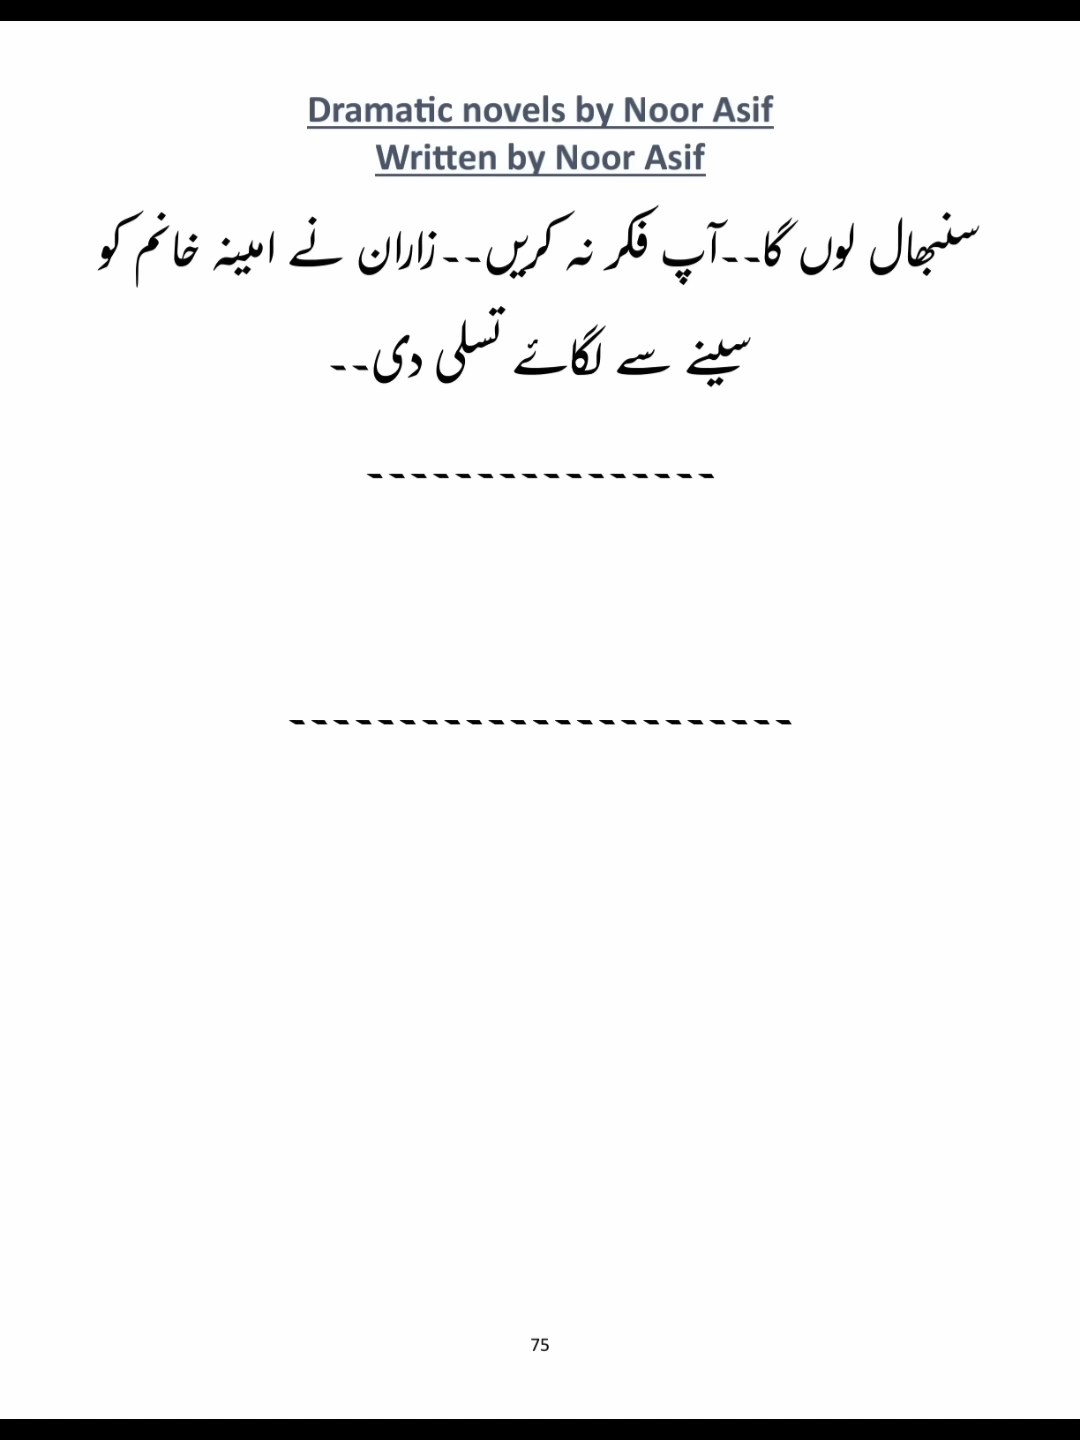 Dramatic novels by Noor Asif
Written by Noor Asif
سنبھال لوں گا۔۔آپ فکر نہ کریں۔۔زاران نے امینہ خانم کو
سینے سے لگائے تسلی دی۔۔
۔۔۔۔۔۔۔۔۔۔۔۔۔۔۔۔
۔۔۔۔۔۔۔۔۔۔۔۔۔۔۔۔۔۔۔۔۔۔۔
75